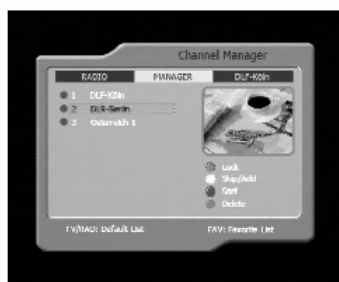 Channel Manager
RADIO MANAGER DLF-Köln
1 DLF-Köln
2 DLR-Berlin
3 Österreich 1
Lock
Skip/Add
Sort
Delete
TV/RAD: Default List FAV: Favorite List